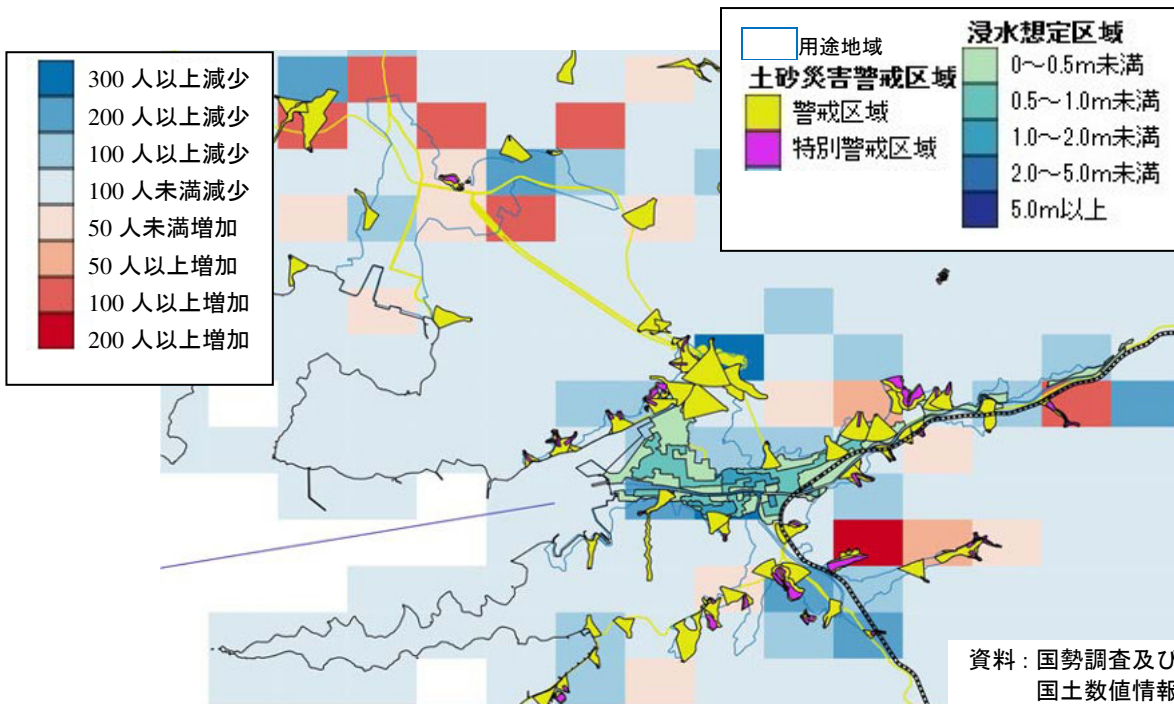 300 人以上減少
200 人以上減少
100 人以上減少
100 人未満減少
50 人未満増加
50 人以上増加
100 人以上増加
200 人以上増加
用途地域
土砂災害警戒区域
警戒区域
特別警戒区域
浸水想定区域
0~0.5m未満
0.5~1.0m未満
1.0~2.0m未満
2.0~5.0m未満
5.0m以上
資料:国勢調査及び
国土数値情報